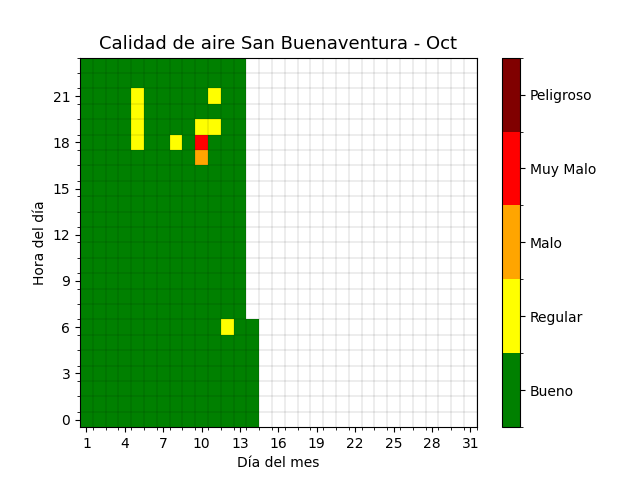 Calidad de aire San Buenaventura - Oct
Hora del día
21
18
15
12
9
6
3
0
1 4 7 10 13 16 19 22 25 28 31
Día del mes
Peligroso
Muy Malo
Malo
Regular
Bueno